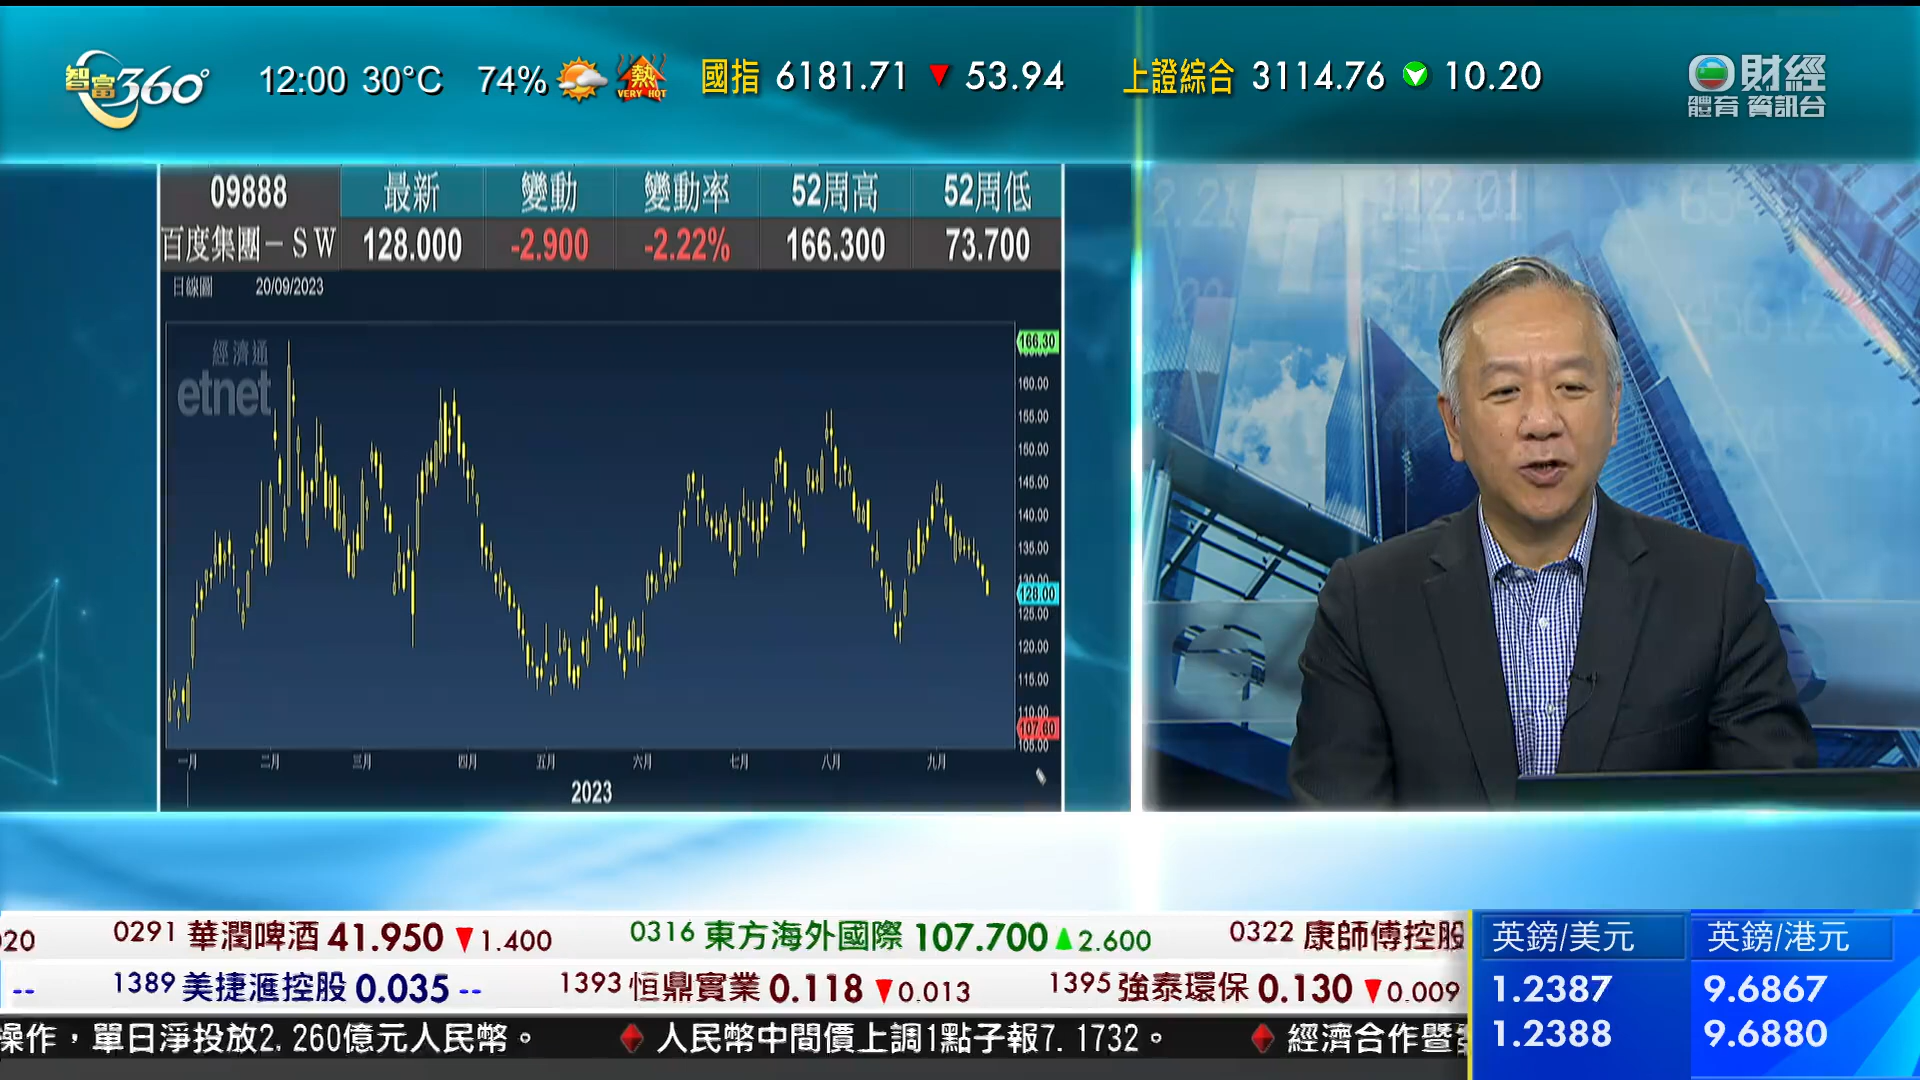 智富360°
12:00 30°C 74%
熱
VERY HOT
國指 6181.71 ▼ 53.94
上證綜合 3114.76 10.20
財經
體育 資訊台
09888 最新 變動 變動率 52周高 52周低
百度集團－ＳＷ 128.000 -2.900 -2.22% 166.300 73.700
日線圖 20/09/2023
經濟通
etnet
166.30
160.00
155.00
150.00
145.00
140.00
135.00
130.00
128.00
125.00
120.00
115.00
110.00
107.60
105.00
一月 二月 三月 四月 五月 六月 七月 八月 九月
2023
020 0291 華潤啤酒 41.950 ▼1.400 0316 東方海外國際 107.700 ▲2.600 0322 康師傅控股
-- 1389 美捷滙控股 0.035 -- 1393 恒鼎實業 0.118 ▼0.013 1395 強泰環保 0.130 ▼0.009
操作，單日淨投放2,260億元人民幣。 ♦ 人民幣中間價上調1點子報7.1732。 ♦ 經濟合作暨
英鎊/美元 英鎊/港元
1.2387 9.6867
1.2388 9.6880